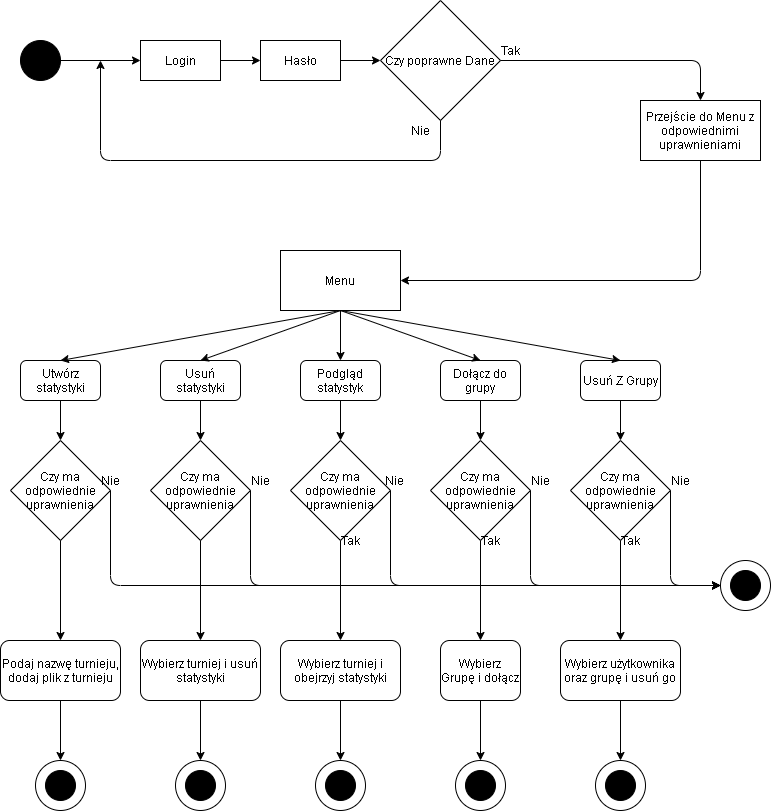 Login
Hasło
Czy poprawne Dane
Tak
Nie
Przejście do Menu z
odpowiednimi
uprawnieniami
Menu
Utwórz
statystyki
Usuń
statystyki
Podgląd
statystyk
Dołącz do
grupy
Usuń Z Grupy
Czy ma
odpowiednie
uprawnienia
Nie
Czy ma
odpowiednie
uprawnienia
Nie
Czy ma
odpowiednie
uprawnienia
Nie
Tak
Czy ma
odpowiednie
uprawnienia
Nie
Tak
Czy ma
odpowiednie
uprawnienia
Nie
Tak
Podaj nazwę turnieju,
dodaj plik z turnieju
Wybierz turniej i usuń
statystyki
Wybierz turniej i
obejrzyj statystyki
Wybierz
Grupę i dołącz
Wybierz użytkownika
oraz grupę i usuń go